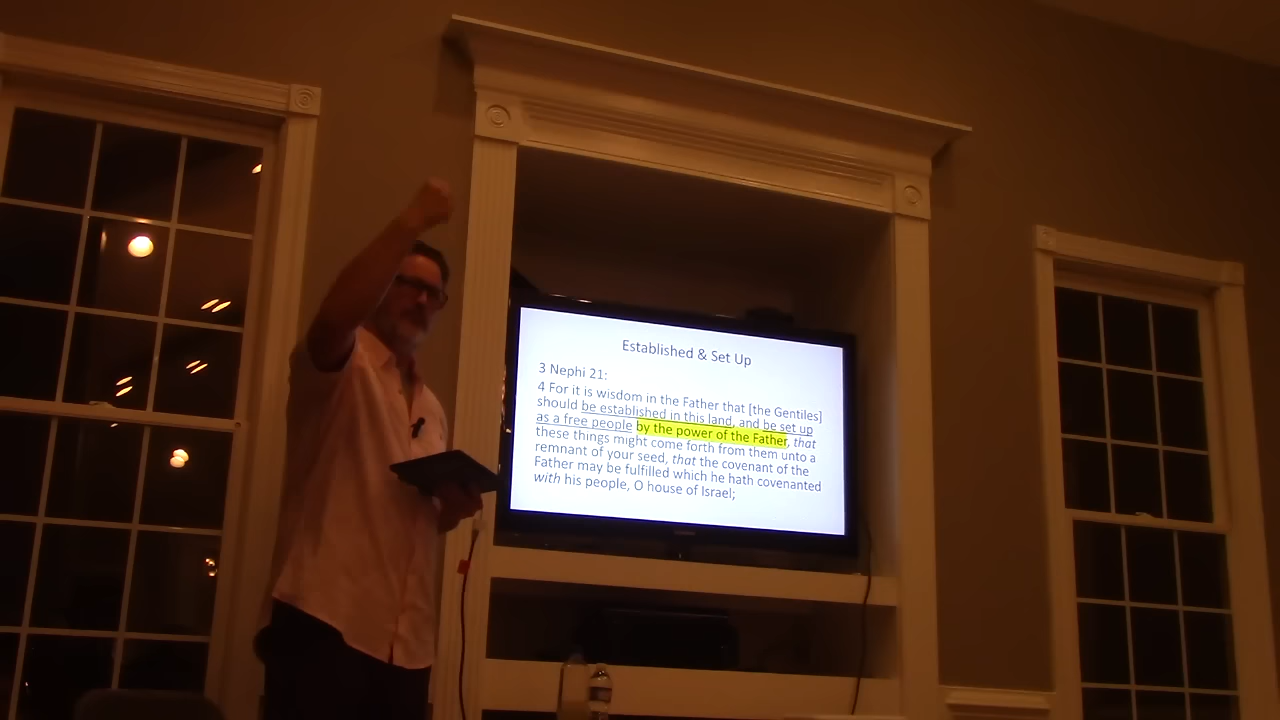 Established & Set Up
3 Nephi 21:
4 For it is wisdom in the Father that [the Gentiles]
should be established in this land, and be set up
as a free people by the power of the Father, that
these things might come forth from them unto a
remnant of your seed, that the covenant of the
Father may be fulfilled which he hath covenanted
with his people, O house of Israel;